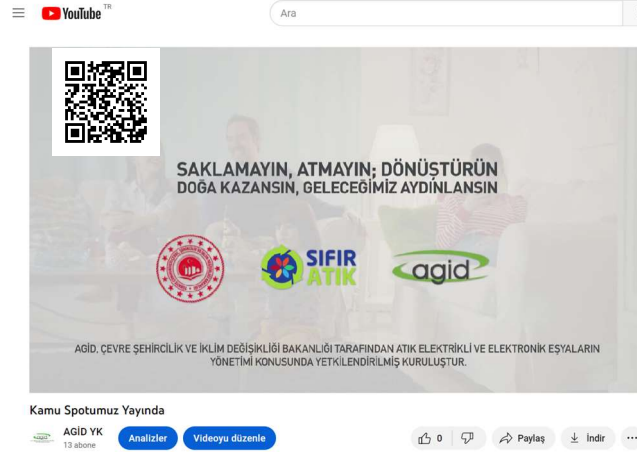 YouTube TR
Ara
SAKLAMAYIN, ATMAYIN; DÖNÜŞTÜRÜN
DOĞA KAZANSIN, GELECEĞİMİZ AYDINLANSIN
SIFIR
ATIK
agid
AGİD, ÇEVRE ŞEHİRCİLİK VE İKLİM DEĞİŞİKLİĞİ BAKANLIĞI TARAFINDAN ATIK ELEKTRİKLİ VE ELEKTRONİK EŞYALARIN
YÖNETİMİ KONUSUNDA YETKİLENDİRİLMİŞ KURULUŞTUR.
Kamu Spotumuz Yayında
agid
AGİD YK
13 abone
Analizler
Videoyu düzenle
0
Paylaş
İndir